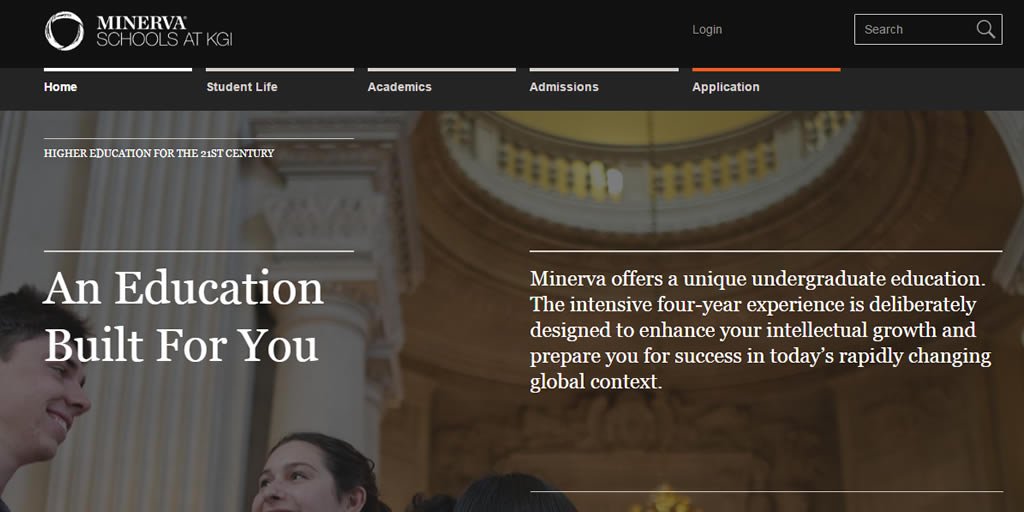 MINERVA®
SCHOOLS AT KGI
Login
Search
Home
Student Life
Academics
Admissions
Application
HIGHER EDUCATION FOR THE 21ST CENTURY
An Education
Built For You
Minerva offers a unique undergraduate education.
The intensive four-year experience is deliberately
designed to enhance your intellectual growth and
prepare you for success in today’s rapidly changing
global context.